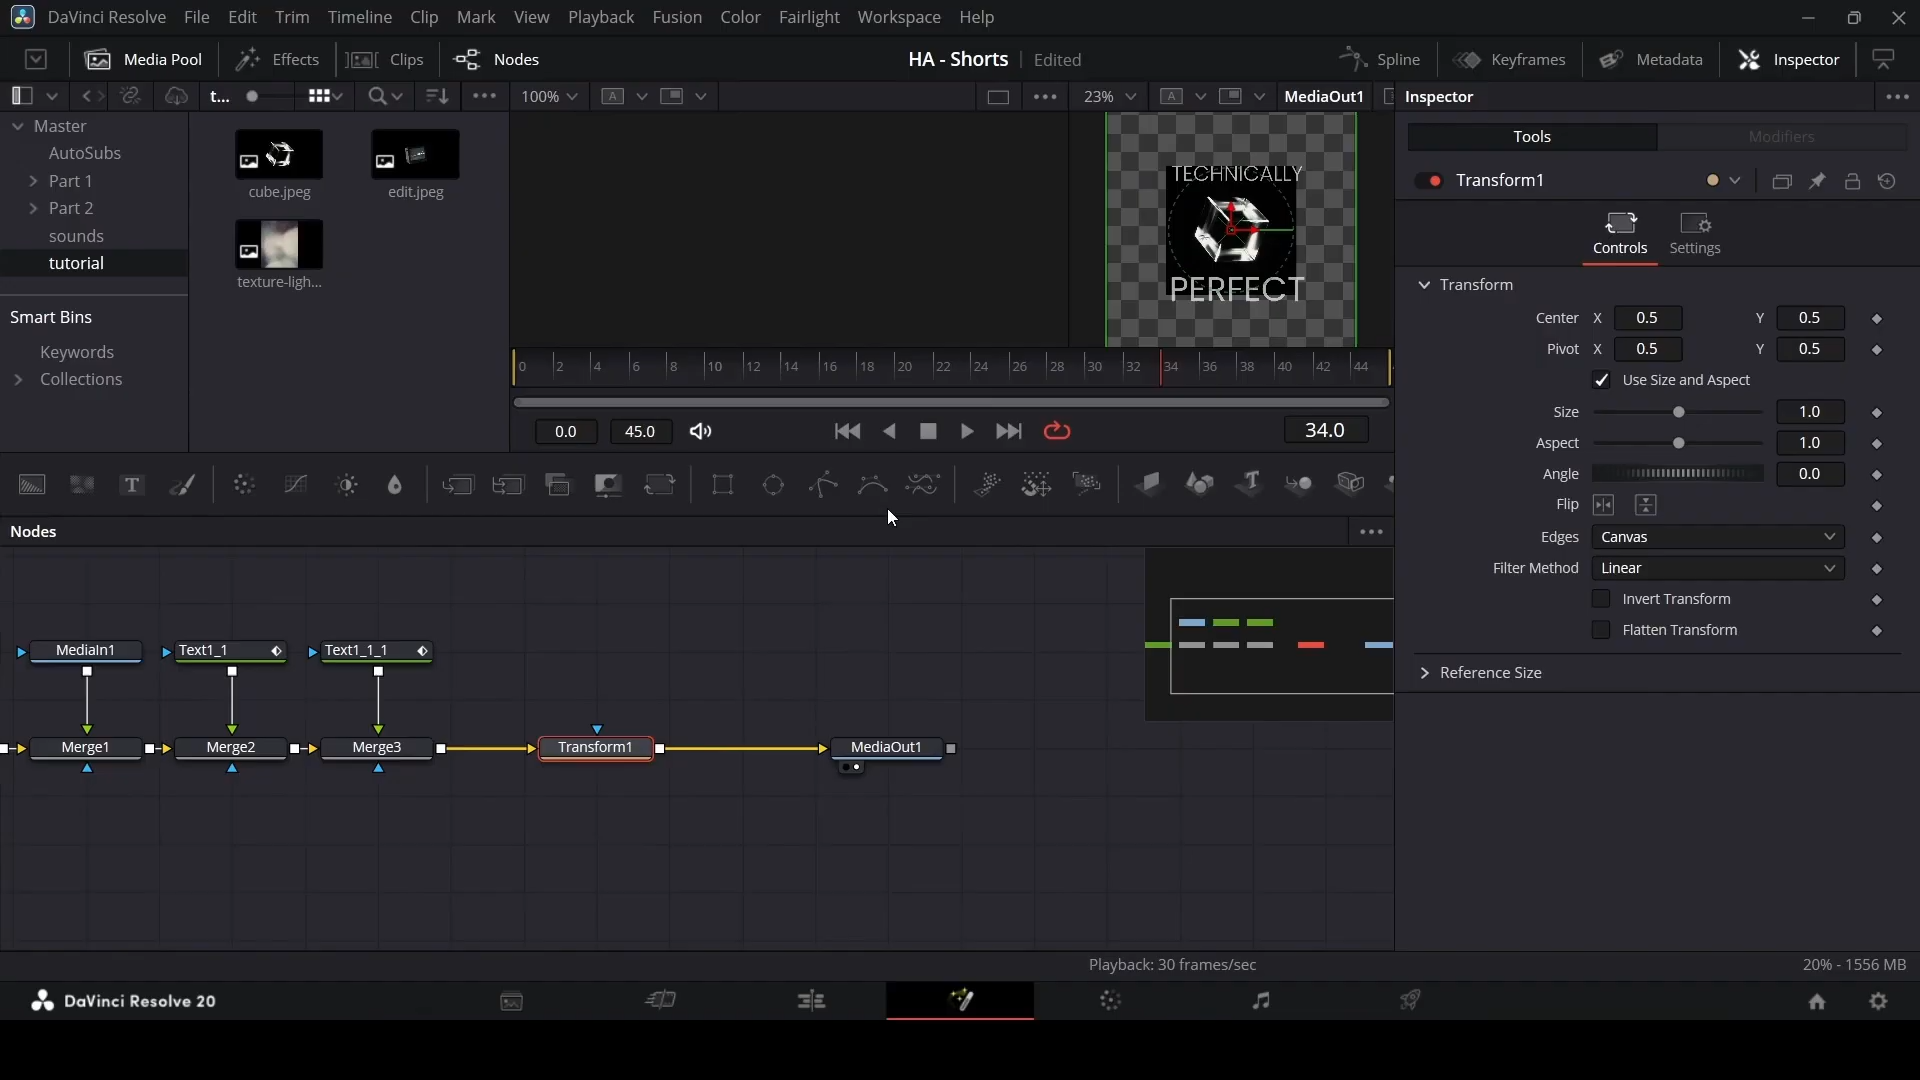 DaVinci Resolve File Edit Trim Timeline Clip Mark View Playback Fusion Color Fairlight Workspace Help
Media Pool Effects Clips Nodes HA - Shorts Edited Spline Keyframes Metadata Inspector
t... 100% A 23% A MediaOut1 Inspector
Master
AutoSubs
Part 1
Part 2
sounds
tutorial
Smart Bins
Keywords
Collections
cube.jpeg edit.jpeg
texture-ligh...
TECHNICALLY
PERFECT
0 2 4 6 8 10 12 14 16 18 20 22 24 26 28 30 32 34 36 38 40 42 44
0.0 45.0 34.0
Tools Modifiers
Transform1
Controls Settings
Transform
Center X 0.5 Y 0.5
Pivot X 0.5 Y 0.5
Use Size and Aspect
Size 1.0
Aspect 1.0
Angle 0.0
Flip
Edges Canvas
Filter Method Linear
Invert Transform
Flatten Transform
Reference Size
T T
Nodes
MediaIn1 Text1_1 Text1_1_1
Merge1 Merge2 Merge3 Transform1 MediaOut1
Playback: 30 frames/sec 20% - 1556 MB
DaVinci Resolve 20